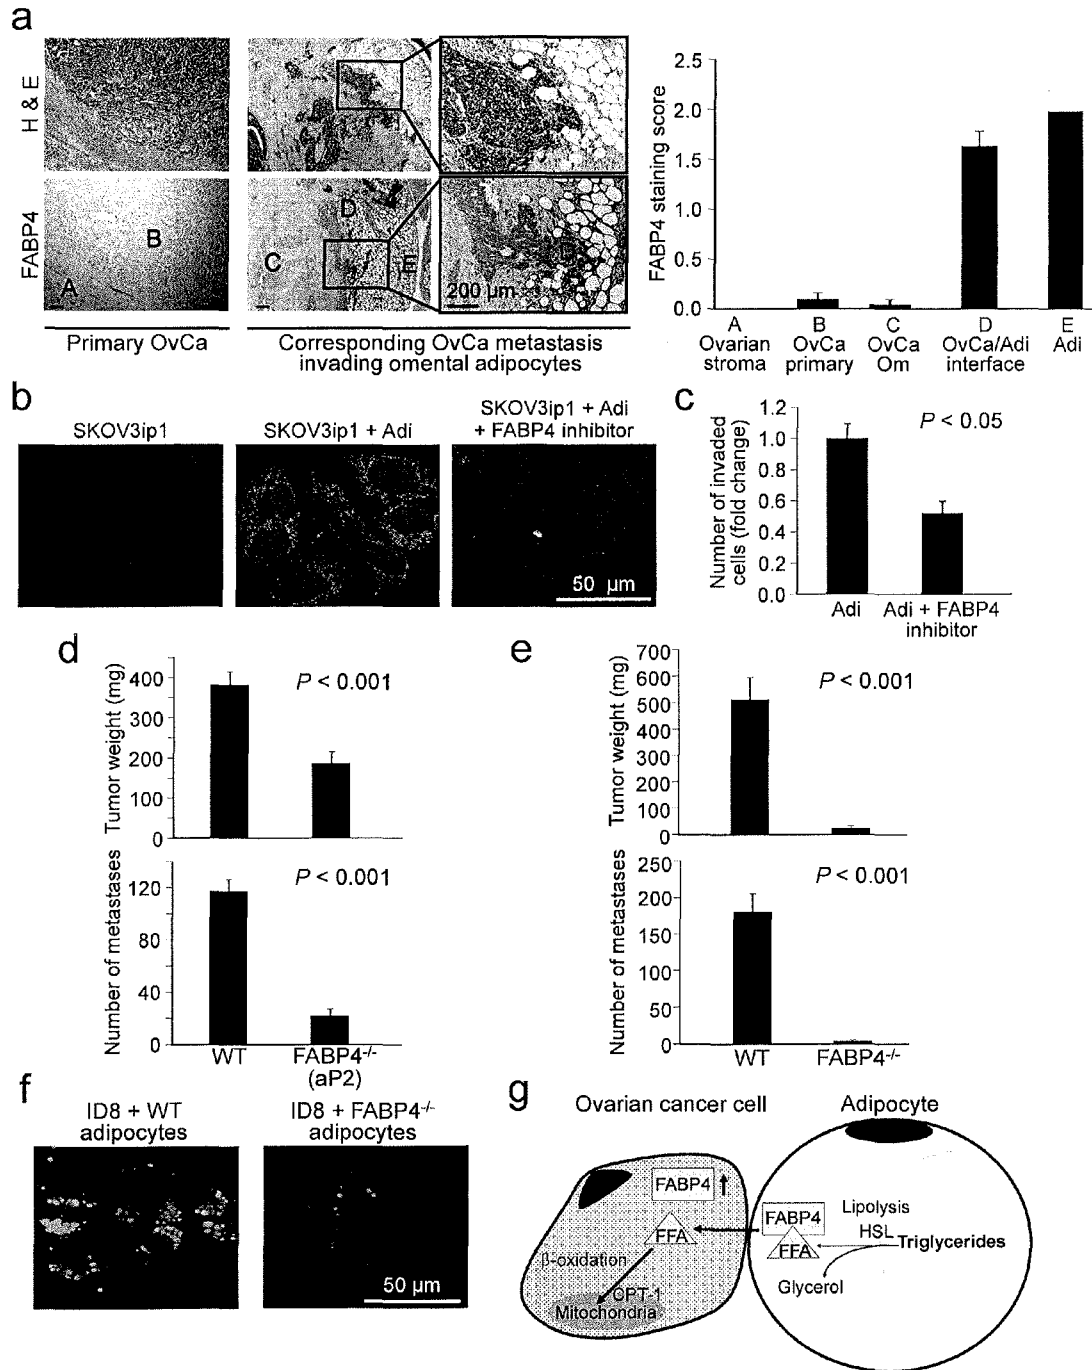 a
H & E
FABP4
A
B
C
D
E
200 µm
Primary OvCa
Corresponding OvCa metastasis
invading omental adipocytes
FABP4 staining score
2.5
2.0
1.5
1.0
0.5
0.0
A
Ovarian
stroma
B
OvCa
primary
C
OvCa
Om
D
OvCa/Adi
interface
E
Adi
b
SKOV3ip1
SKOV3ip1 + Adi
SKOV3ip1 + Adi
+ FABP4 inhibitor
50 µm
c
Number of invaded
cells (fold change)
1.2
1.0
0.8
0.6
0.4
0.2
0.0
P < 0.05
Adi
Adi + FABP4
inhibitor
d
Tumor weight (mg)
400
300
200
100
0
P < 0.001
Number of metastases
120
80
40
0
P < 0.001
WT
FABP4-/-
(aP2)
e
Tumor weight (mg)
700
600
500
400
300
200
100
0
P < 0.001
Number of metastases
250
200
150
100
50
0
P < 0.001
WT
FABP4-/-
f
ID8 + WT
adipocytes
ID8 + FABP4-/-
adipocytes
50 µm
g
Ovarian cancer cell
Adipocyte
FABP4
FFA
β-oxidation
CPT-1
Mitochondria
FABP4
FFA
Lipolysis
HSL
Triglycerides
Glycerol